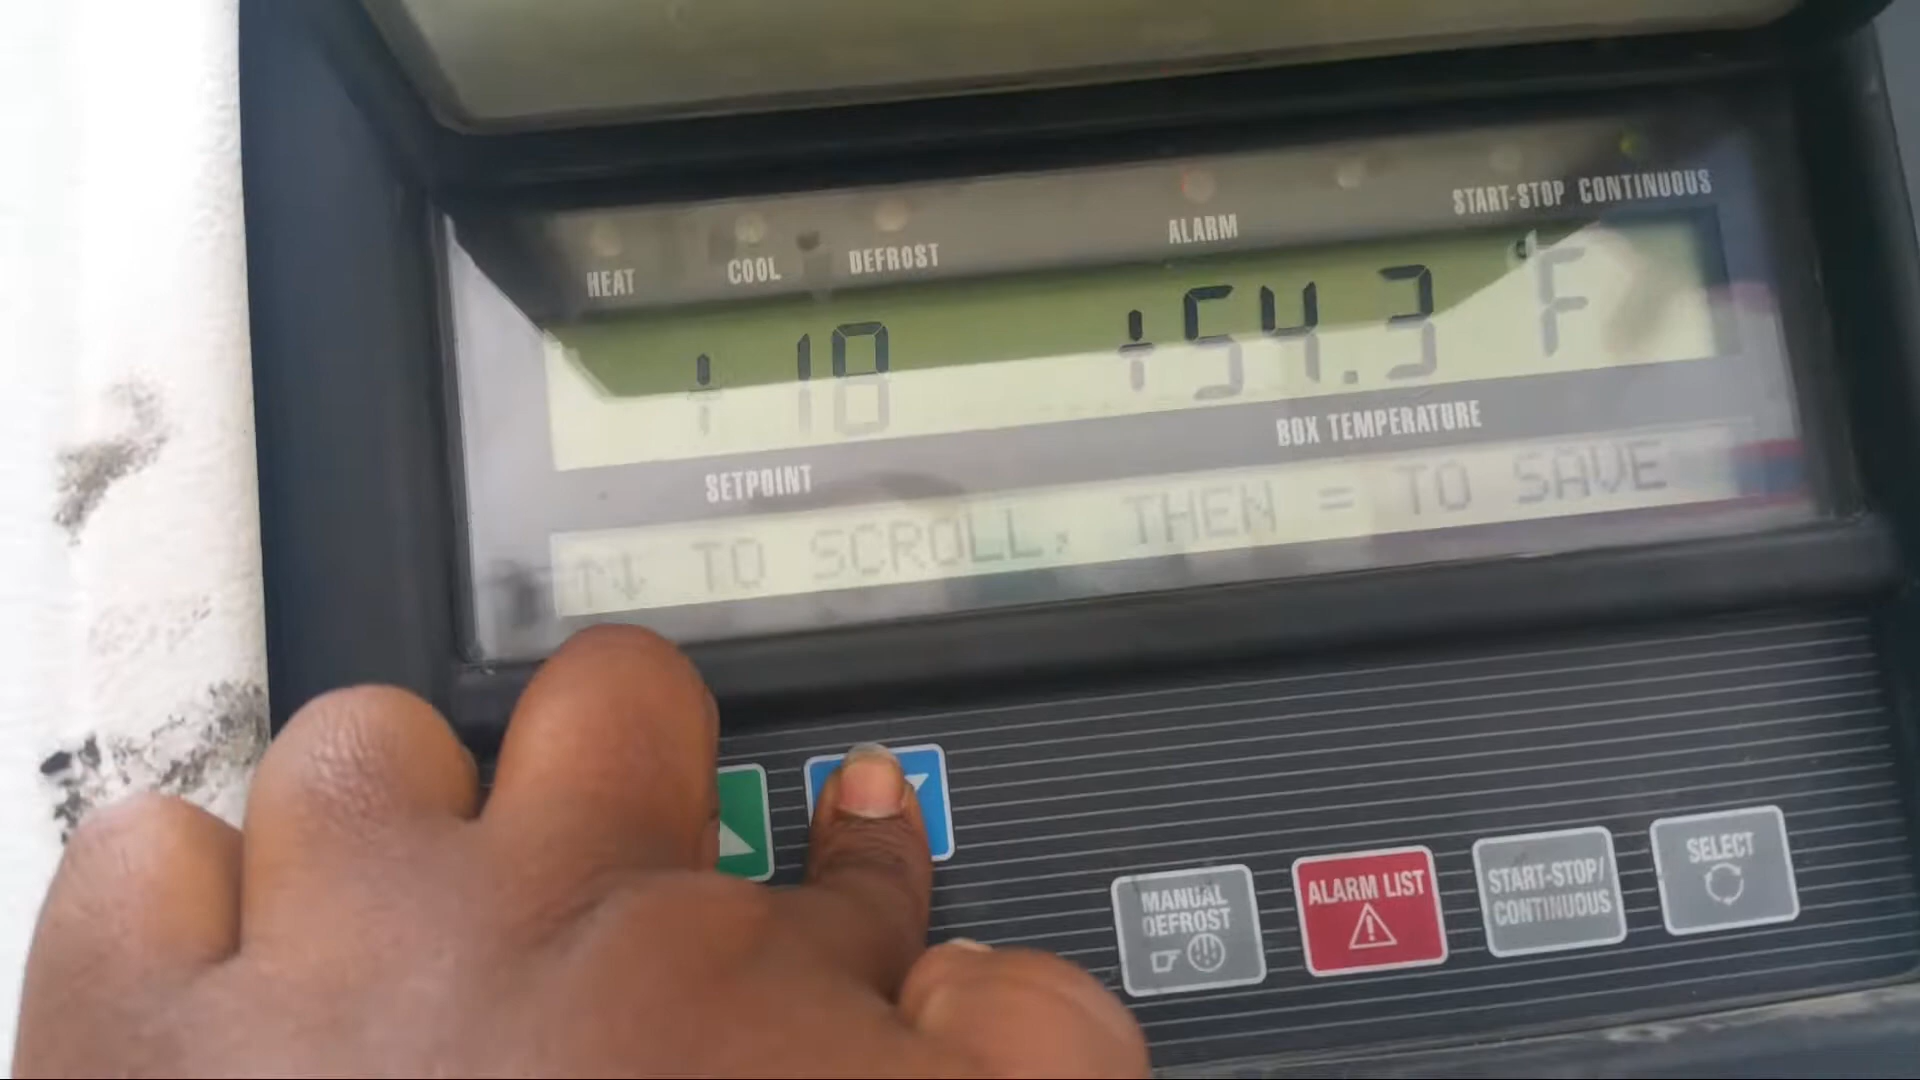 HEAT COOL DEFROST ALARM START-STOP CONTINUOUS
+ 18 +54.3 °F
SETPOINT BOX TEMPERATURE
↑↓ TO SCROLL, THEN = TO SAVE
MANUAL
DEFROST
ALARM LIST
START-STOP/
CONTINUOUS
SELECT